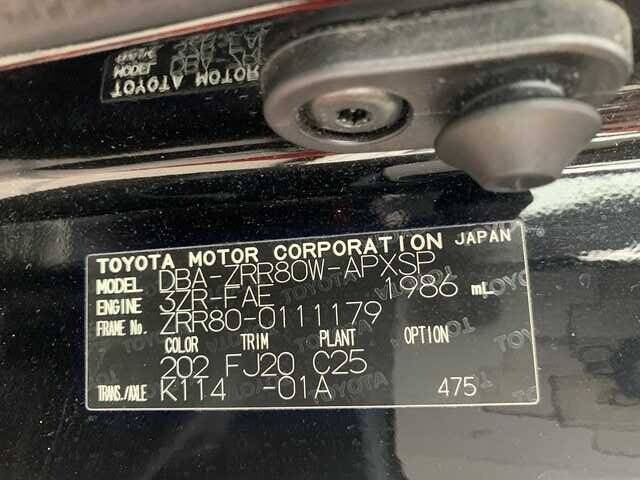 TOYOTA MOTOR CORPORATION JAPAN
MODEL DBA-ZRR80W-APXSP
ENGINE 3ZR-FAE 1986 mL
FRAME No. ZRR80-0111179
COLOR TRIM PLANT OPTION
202 FJ20 C25
TRANS./AXLE K114 -01A 475